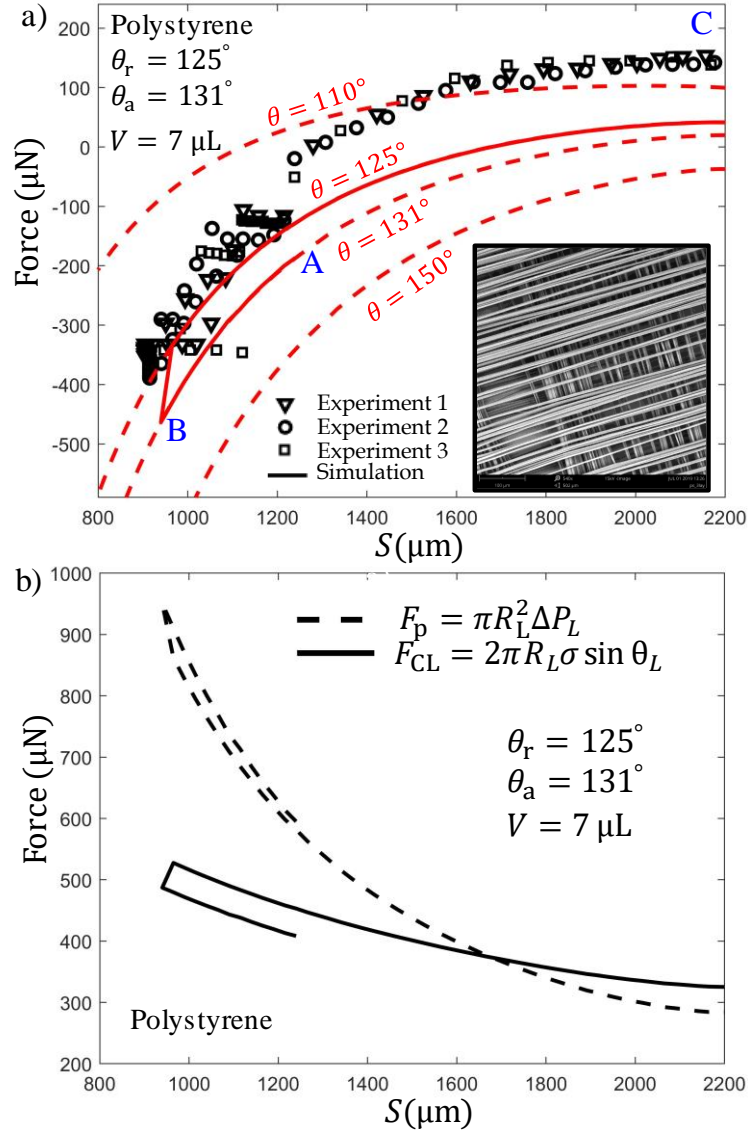 a)
Polystyrene
θr = 125°
θa = 131°
V = 7 μL
C
θ = 110°
θ = 125°
θ = 131°
θ = 150°
A
B
Experiment 1
Experiment 2
Experiment 3
Simulation
Force (μN)
200
100
0
-100
-200
-300
-400
-500
800 1000 1200 1400 1600 1800 2000 2200
S(μm)
b)
Fp = πR_L^2ΔP_L
F_CL = 2πR_Lσ sin θ_L
θr = 125°
θa = 131°
V = 7 μL
Polystyrene
Force (μN)
1000
900
800
700
600
500
400
300
200
800 1000 1200 1400 1600 1800 2000 2200
S(μm)